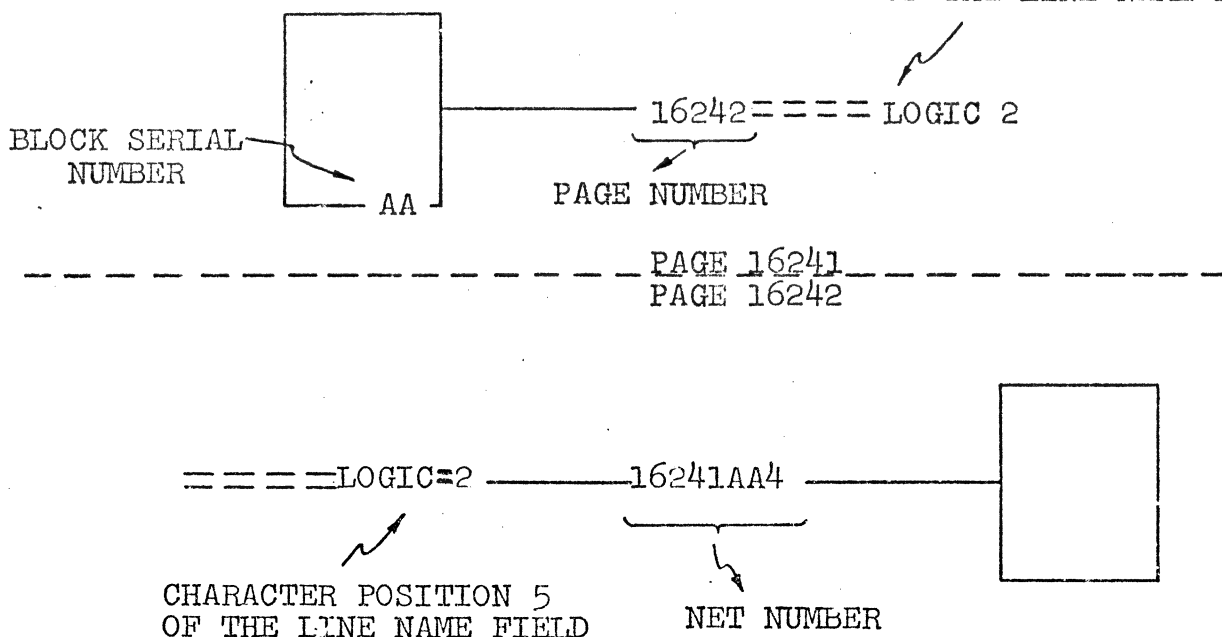 16242====LOGIC 2
BLOCK SERIAL
NUMBER
PAGE NUMBER
AA
PAGE 16241
PAGE 16242
====LOGIC=2
16241AA4
CHARACTER POSITION 5
OF THE LINE NAME FIELD
NET NUMBER